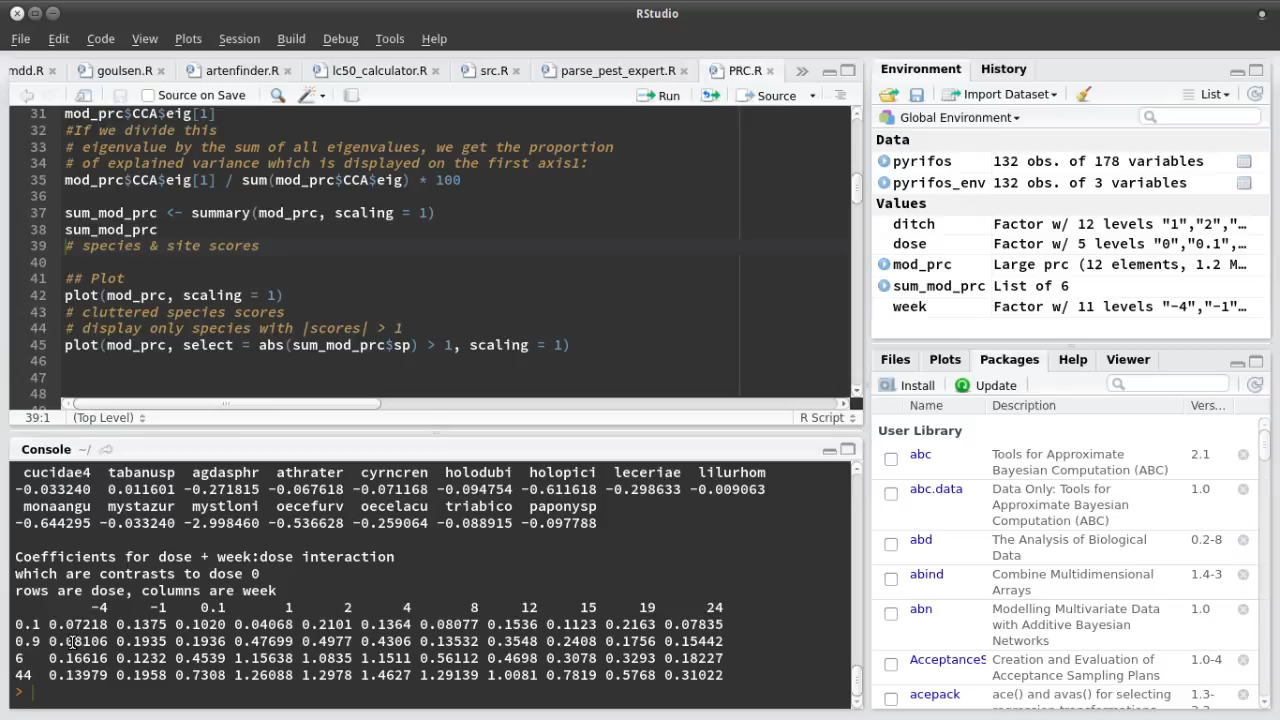 RStudio
File Edit Code View Plots Session Build Debug Tools Help
mdd.R goulsen.R artenfinder.R lc50_calculator.R src.R parse_pest_expert.R PRC.R
Source on Save Run Source
31 mod_prc$CCA$eig[1]
32 #If we divide this
33 # eigenvalue by the sum of all eigenvalues, we get the proportion
34 # of explained variance which is displayed on the first axis1:
35 mod_prc$CCA$eig[1] / sum(mod_prc$CCA$eig) * 100
36
37 sum_mod_prc <- summary(mod_prc, scaling = 1)
38 sum_mod_prc
39 # species & site scores
40
41 ## Plot
42 plot(mod_prc, scaling = 1)
43 # cluttered species scores
44 # display only species with |scores| > 1
45 plot(mod_prc, select = abs(sum_mod_prc$sp) > 1, scaling = 1)
46
47
48
39:1 (Top Level) R Script
Console ~/
cucidae4 tabanusp agdasphr athrater cyrncren holodubi holopici leceriae lilurhom
-0.033240 0.011601 -0.271815 -0.067618 -0.071168 -0.094754 -0.611618 -0.298633 -0.009063
monaangu mystazur mystloni oecefurv oecelacu triabico paponysp
-0.644295 -0.033240 -2.998460 -0.536628 -0.259064 -0.088915 -0.097788
Coefficients for dose + week:dose interaction
which are contrasts to dose 0
rows are dose, columns are week
-4 -1 0.1 1 2 4 8 12 15 19 24
0.1 0.07218 0.1375 0.1020 0.04068 0.2101 0.1364 0.08077 0.1536 0.1123 0.2163 0.07835
0.9 0.1935 0.1936 0.47699 0.4977 0.4306 0.13532 0.3548 0.2408 0.1756 0.15442
6 0.16616 0.1232 0.4539 1.15638 1.0835 1.1511 0.56112 0.4698 0.3078 0.3293 0.18227
44 0.13979 0.1958 0.7308 1.26088 1.2978 1.4627 1.29139 1.0081 0.7819 0.5768 0.31022
>
Environment History
Import Dataset List
Global Environment
Data
pyrifos 132 obs. of 178 variables
pyrifos_env 132 obs. of 3 variables
Values
ditch Factor w/ 12 levels "1","2","…
dose Factor w/ 5 levels "0","0.1",…
mod_prc Large prc (12 elements, 1.2 M…
sum_mod_prc List of 6
week Factor w/ 11 levels "-4","-1"…
Files Plots Packages Help Viewer
Install Update
Name Description Vers…
User Library
abc Tools for Approximate 2.1
Bayesian Computation (ABC)
abc.data Data Only: Tools for 1.0
Approximate Bayesian
Computation (ABC)
abd The Analysis of Biological 0.2-8
Data
abind Combine Multidimensional 1.4-3
Arrays
abn Modelling Multivariate Data 1.0
with Additive Bayesian
Networks
AcceptanceS Creation and Evaluation of 1.0-4
Acceptance Sampling Plans
acepack ace() and avas() for selecting 1.3-